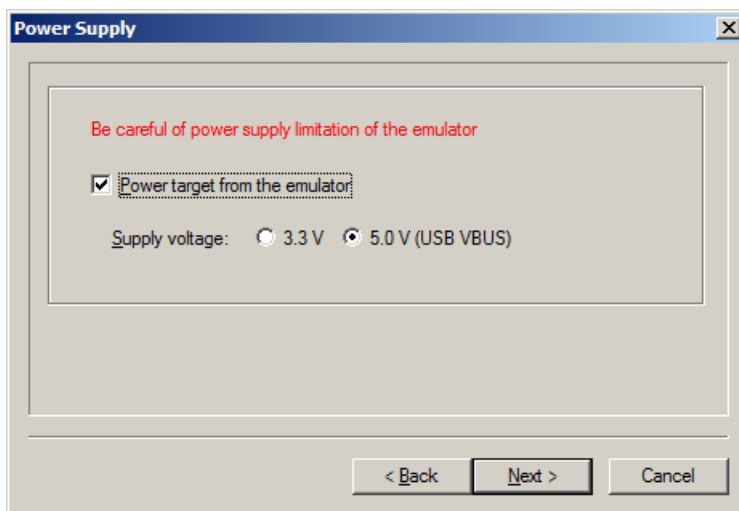 Power Supply
Be careful of power supply limitation of the emulator
Power target from the emulator
Supply voltage: 3.3 V 5.0 V (USB VBUS)
< Back Next > Cancel